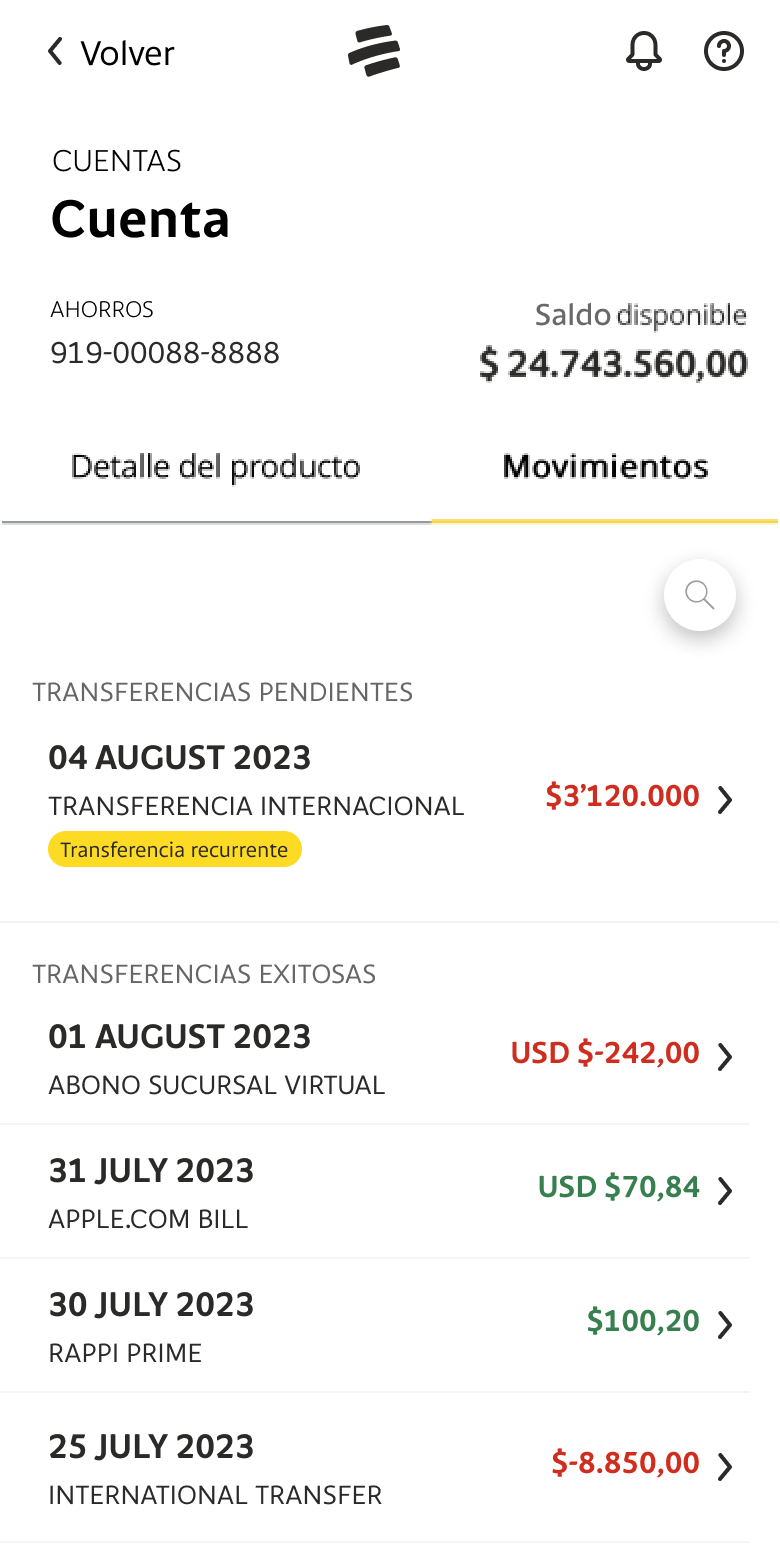 Volver
CUENTAS
Cuenta
AHORROS
919-00088-8888
Saldo disponible
$ 24.743.560,00
Detalle del producto
Movimientos
TRANSFERENCIAS PENDIENTES
04 AUGUST 2023
TRANSFERENCIA INTERNACIONAL
Transferencia recurrente
$3’120.000
TRANSFERENCIAS EXITOSAS
01 AUGUST 2023
ABONO SUCURSAL VIRTUAL
USD $-242,00
31 JULY 2023
APPLE.COM BILL
USD $70,84
30 JULY 2023
RAPPI PRIME
$100,20
25 JULY 2023
INTERNATIONAL TRANSFER
$-8.850,00